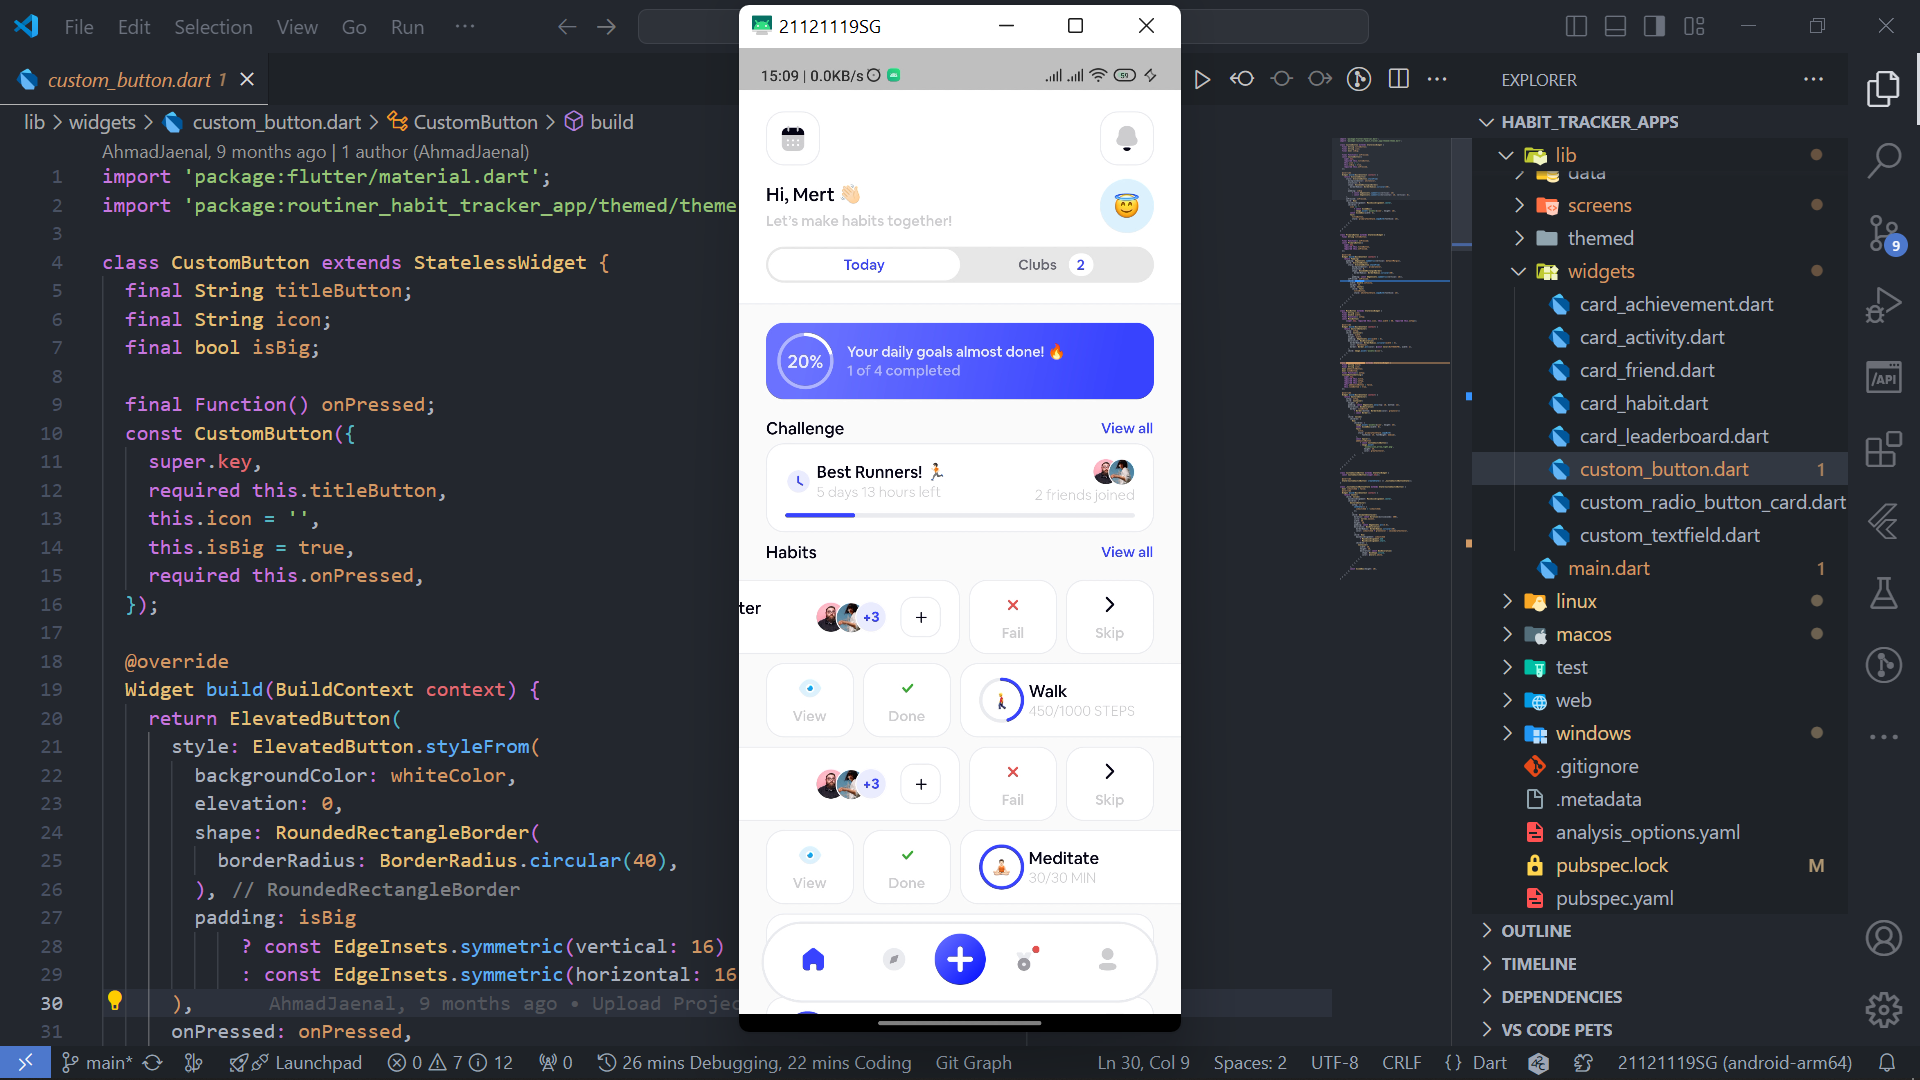 File Edit Selection View Go Run ···
21121119SG
custom_button.dart 1
15:09 | 0.0KB/s
59
EXPLORER
lib > widgets > custom_button.dart > CustomButton > build
HABIT_TRACKER_APPS
AhmadJaenal, 9 months ago | 1 author (AhmadJaenal)
1 import 'package:flutter/material.dart';
2 import 'package:routiner_habit_tracker_app/themed/theme
3
4 class CustomButton extends StatelessWidget {
5 final String titleButton;
6 final String icon;
7 final bool isBig;
8
9 final Function() onPressed;
10 const CustomButton({
11 super.key,
12 required this.titleButton,
13 this.icon = '',
14 this.isBig = true,
15 required this.onPressed,
16 });
17
18 @override
19 Widget build(BuildContext context) {
20 return ElevatedButton(
21 style: ElevatedButton.styleFrom(
22 backgroundColor: whiteColor,
23 elevation: 0,
24 shape: RoundedRectangleBorder(
25 borderRadius: BorderRadius.circular(40),
26 ), // RoundedRectangleBorder
27 padding: isBig
28 ? const EdgeInsets.symmetric(vertical: 16)
29 : const EdgeInsets.symmetric(horizontal: 16
30 ), AhmadJaenal, 9 months ago • Upload Projec
31 onPressed: onPressed,
Hi, Mert 👋🏻
Let's make habits together!
Today
Clubs 2
20%
Your daily goals almost done! 🔥
1 of 4 completed
Challenge View all
Best Runners! 🏃
5 days 13 hours left
2 friends joined
Habits View all
ter
+3
+
Fail
Skip
View
Done
Walk
450/1000 STEPS
+3
+
Fail
Skip
View
Done
Meditate
30/30 MIN
lib
data
screens
themed
widgets
card_achievement.dart
card_activity.dart
card_friend.dart
card_habit.dart
card_leaderboard.dart
custom_button.dart 1
custom_radio_button_card.dart
custom_textfield.dart
main.dart 1
linux
macos
test
web
windows
.gitignore
.metadata
analysis_options.yaml
pubspec.lock M
pubspec.yaml
OUTLINE
TIMELINE
DEPENDENCIES
VS CODE PETS
9
/API
main* Launchpad 0 7 12 0 26 mins Debugging, 22 mins Coding Git Graph Ln 30, Col 9 Spaces: 2 UTF-8 CRLF {} Dart 21121119SG (android-arm64)